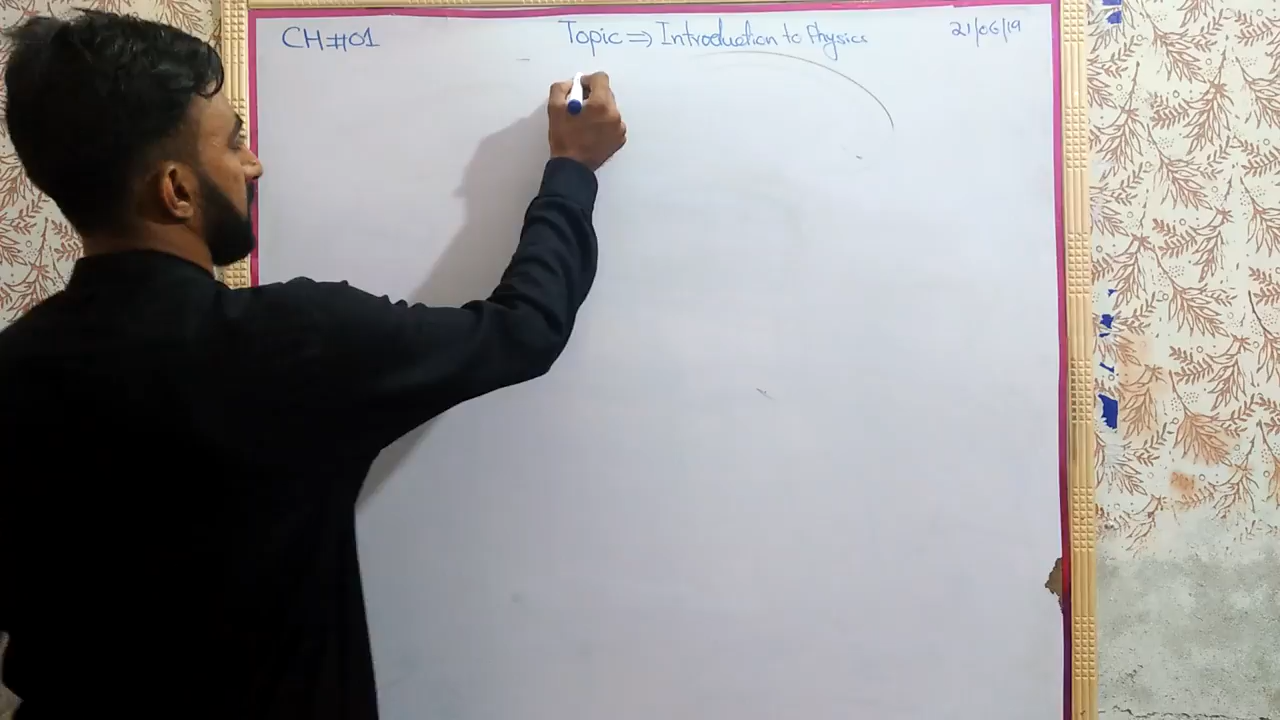 CH#01 Topic ⇒ Introduction to Physics 21/06/19